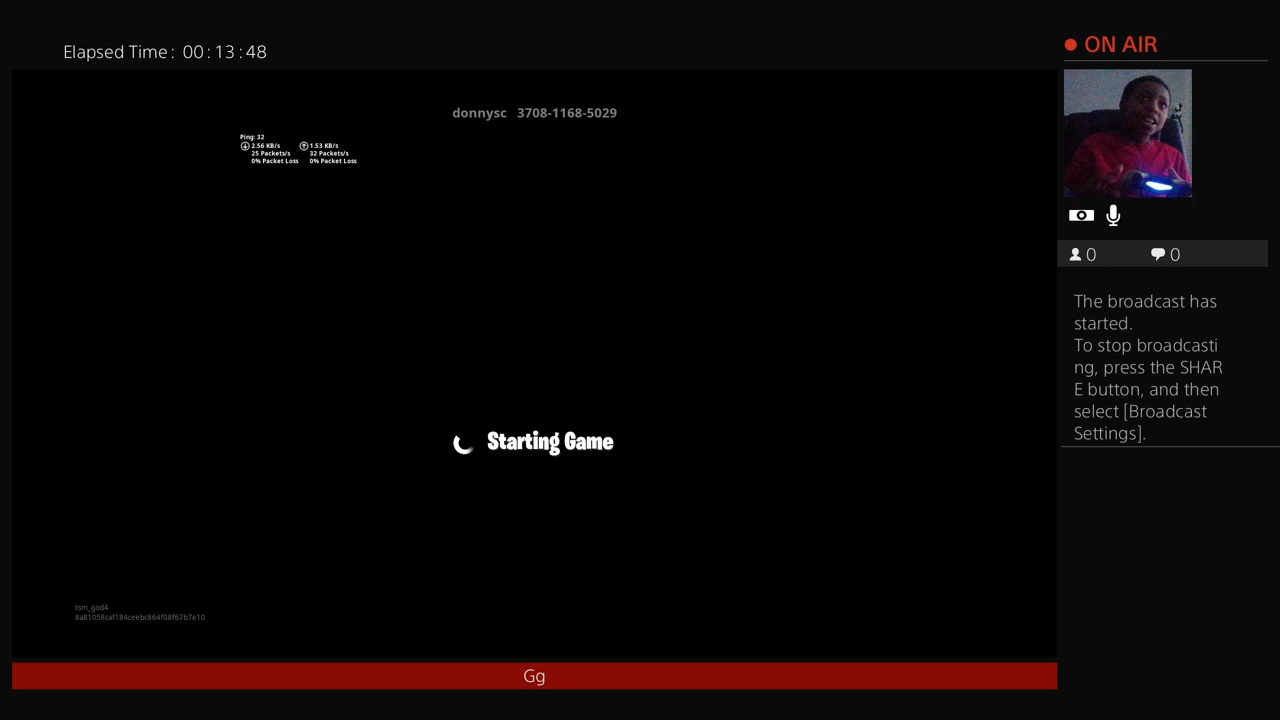 Elapsed Time: 00:13:48
ON AIR
donnysc 3708-1168-5029
Ping: 32
2.56 KB/s 1.53 KB/s
25 Packets/s 32 Packets/s
0% Packet Loss 0% Packet Loss
0 0
The broadcast has
started.
To stop broadcasti
ng, press the SHAR
E button, and then
select [Broadcast
Settings].
Starting Game
tsm_god4
8a81058caf184ceebc864f08f67b7e10
Gg